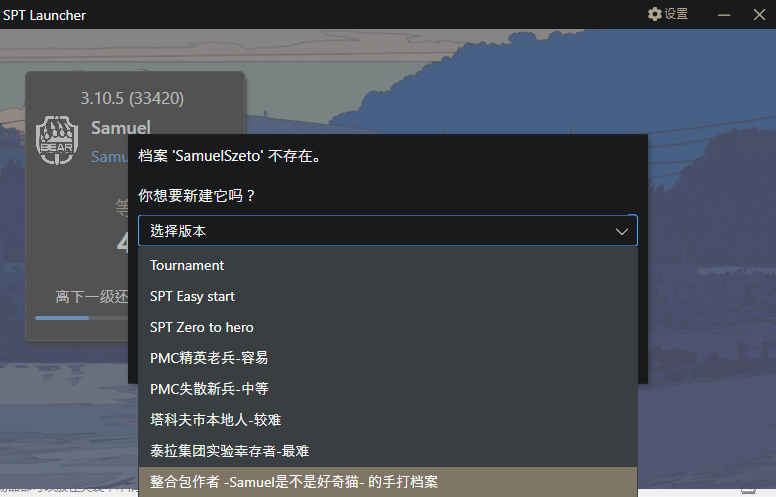 SPT Launcher
设置
3.10.5 (33420)
BEAR
Samuel
Samu
档案 'SamuelSzeto' 不存在。
你想要新建它吗？
等
4
离下一级还
选择版本
Tournament
SPT Easy start
SPT Zero to hero
PMC精英老兵-容易
PMC失散新兵-中等
塔科夫市本地人-较难
泰拉集团实验幸存者-最难
整合包作者 -Samuel是不是好奇猫- 的手打档案